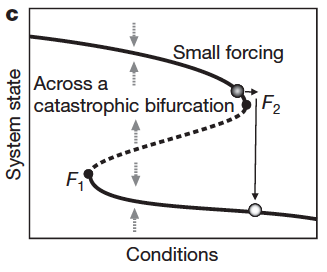 c
Small forcing
Across a
catastrophic bifurcation
F2
F1
System state
Conditions